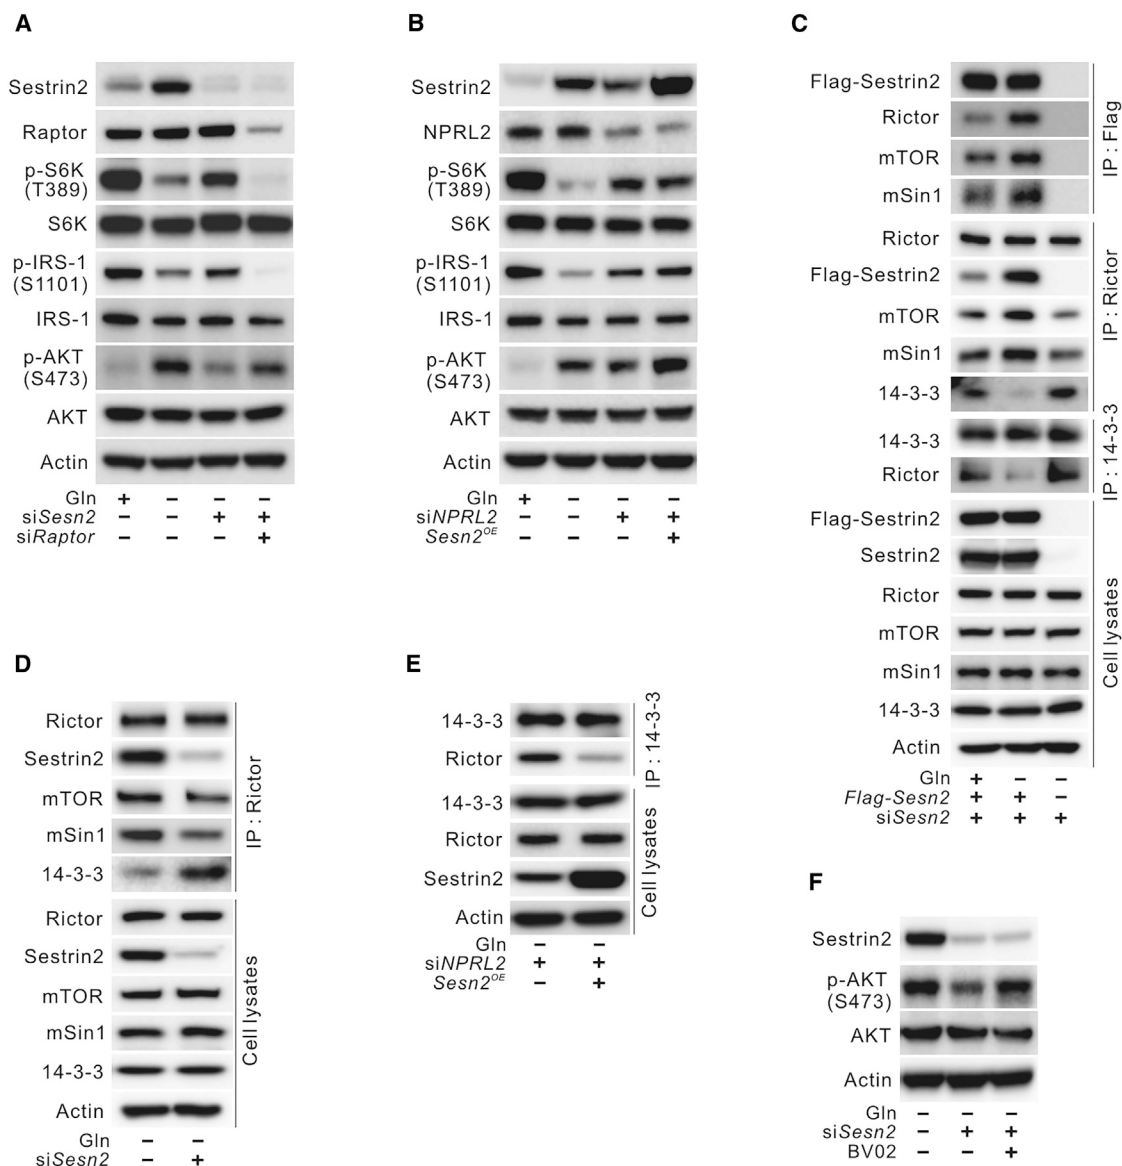 A
Sestrin2
Raptor
p-S6K
(T389)
S6K
p-IRS-1
(S1101)
IRS-1
p-AKT
(S473)
AKT
Actin
Gln + − − −
siSesn2 − − + +
siRaptor − − − +
B
Sestrin2
NPRL2
p-S6K
(T389)
S6K
p-IRS-1
(S1101)
IRS-1
p-AKT
(S473)
AKT
Actin
Gln + − − −
siNPRL2 − − + +
Sesn2OE − − − +
C
Flag-Sestrin2
Rictor
mTOR
mSin1
IP : Flag
Rictor
Flag-Sestrin2
mTOR
mSin1
14-3-3
IP : Rictor
14-3-3
Rictor
IP : 14-3-3
Flag-Sestrin2
Sestrin2
Rictor
mTOR
mSin1
14-3-3
Actin
Cell lysates
Gln + − −
Flag-Sesn2 + + −
siSesn2 + + +
D
Rictor
Sestrin2
mTOR
mSin1
14-3-3
IP : Rictor
Rictor
Sestrin2
mTOR
mSin1
14-3-3
Actin
Cell lysates
Gln − −
siSesn2 − +
E
14-3-3
Rictor
IP : 14-3-3
14-3-3
Rictor
Sestrin2
Actin
Cell lysates
Gln − −
siNPRL2 + +
Sesn2OE − +
F
Sestrin2
p-AKT
(S473)
AKT
Actin
Gln − − −
siSesn2 − + +
BV02 − − +